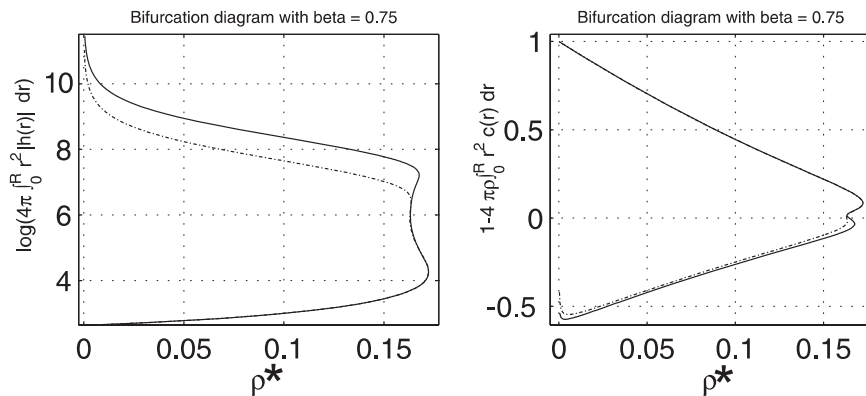 Bifurcation diagram with beta = 0.75
log(4π ∫₀ᴿ r² |h(r)| dr)
10
8
6
4
0
0.05
0.1
0.15
ρ*
Bifurcation diagram with beta = 0.75
1-4 πρ∫₀ᴿ r² c(r) dr
1
0.5
0
-0.5
0
0.05
0.1
0.15
ρ*